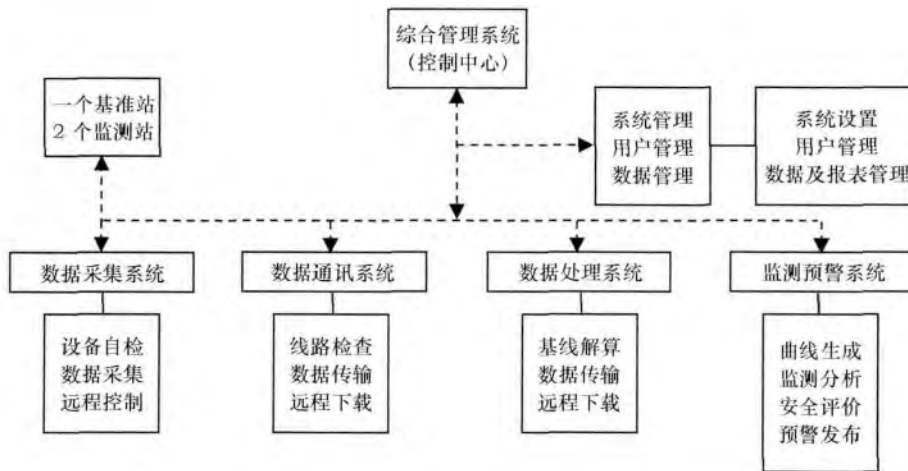 综合管理系统
(控制中心)
一个基准站
2 个监测站
系统管理
用户管理
数据管理
系统设置
用户管理
数据及报表管理
数据采集系统
数据通讯系统
数据处理系统
监测预警系统
设备自检
数据采集
远程控制
线路检查
数据传输
远程下载
基线解算
数据传输
远程下载
曲线生成
监测分析
安全评价
预警发布